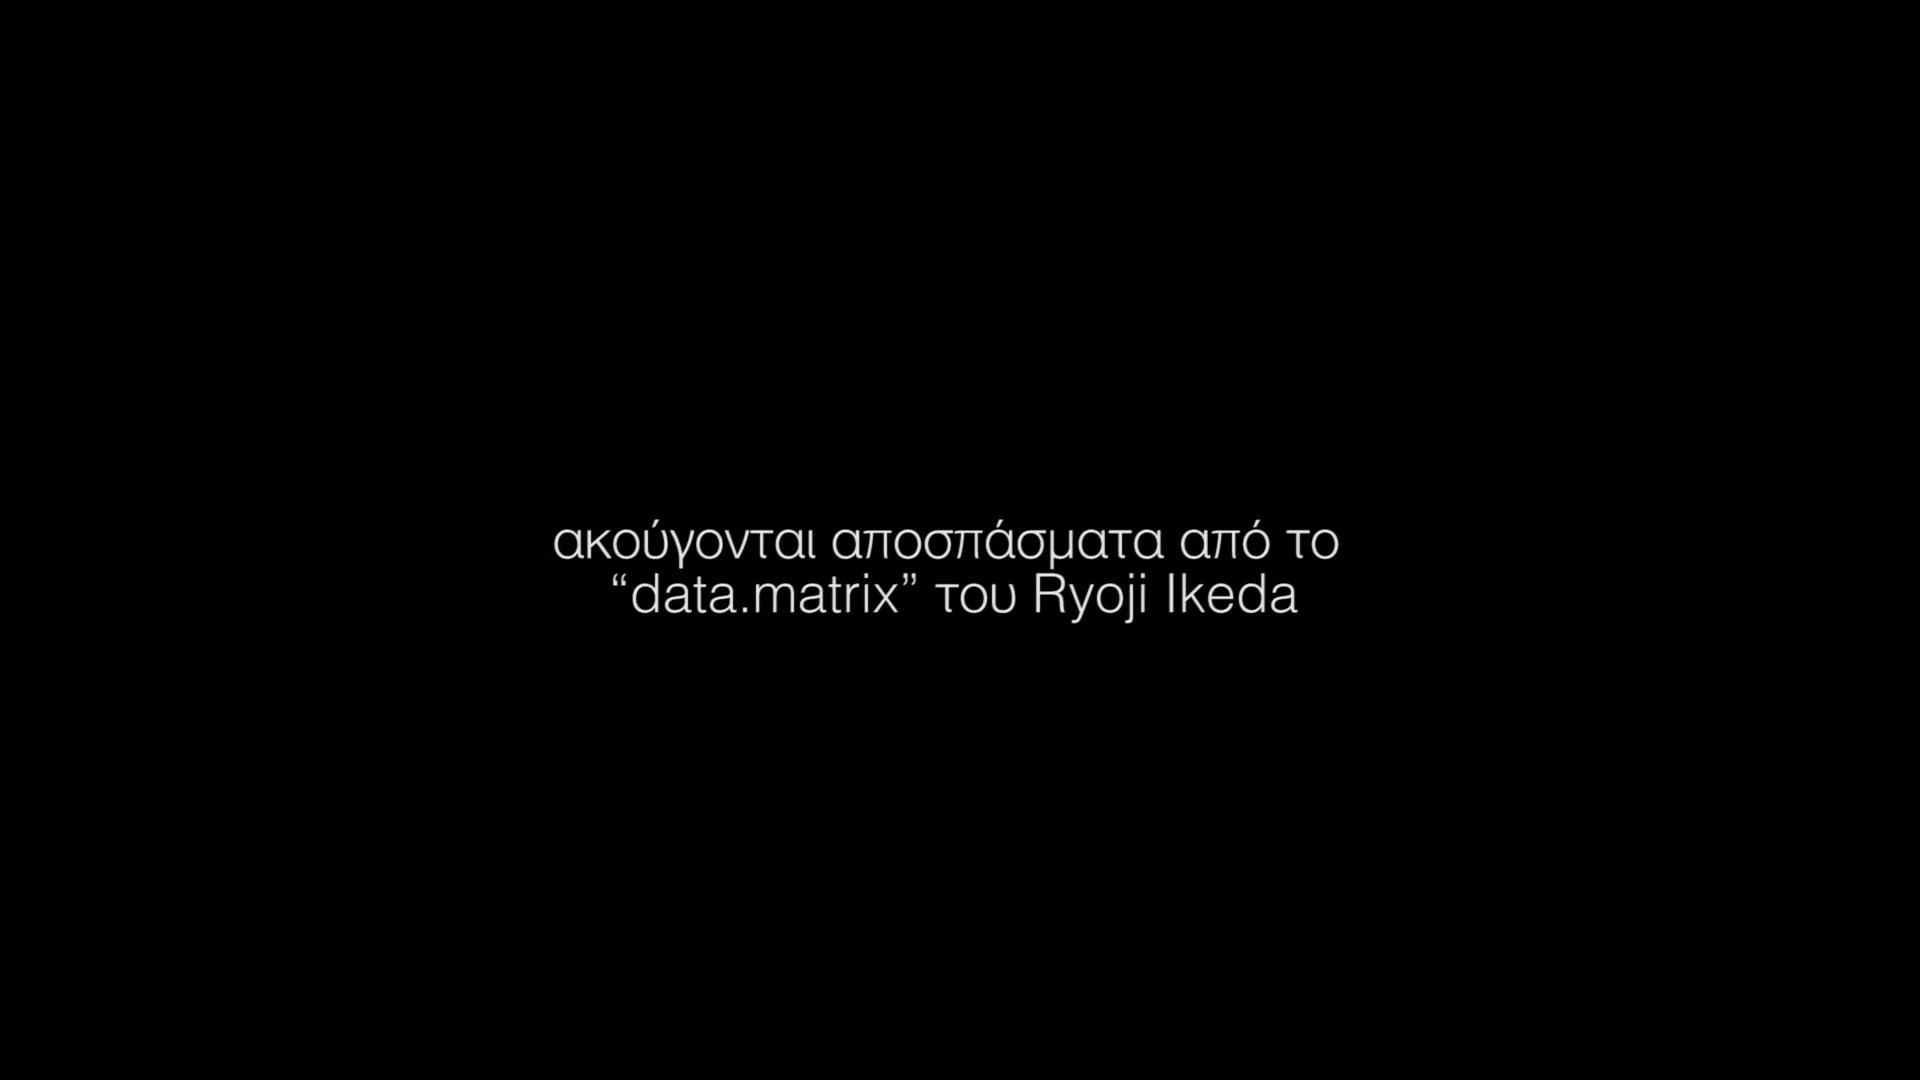 ακούγονται αποσπάσματα από το
“data.matrix” του Ryoji Ikeda